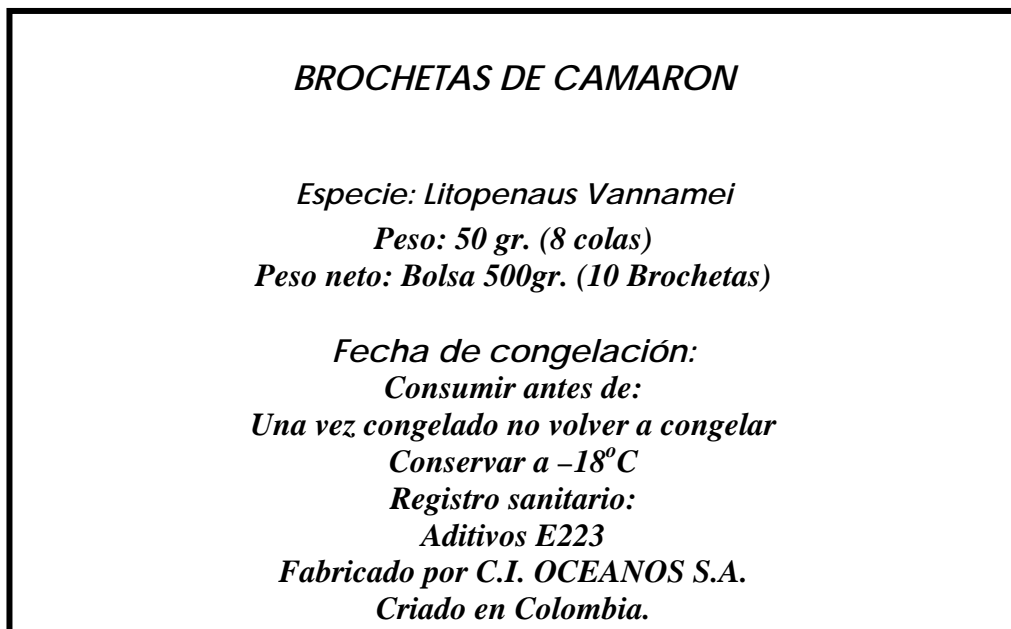 BROCHETAS DE CAMARON
Especie: Litopenaus Vannamei
Peso: 50 gr. (8 colas)
Peso neto: Bolsa 500gr. (10 Brochetas)
Fecha de congelación:
Consumir antes de:
Una vez congelado no volver a congelar
Conservar a –18°C
Registro sanitario:
Aditivos E223
Fabricado por C.I. OCEANOS S.A.
Criado en Colombia.